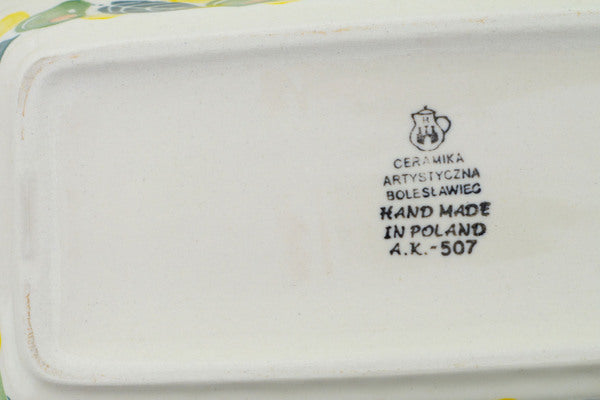 CERAMIKA
ARTYSTYCZNA
BOLESŁAWIEC
HAND MADE
IN POLAND
A.K.-507